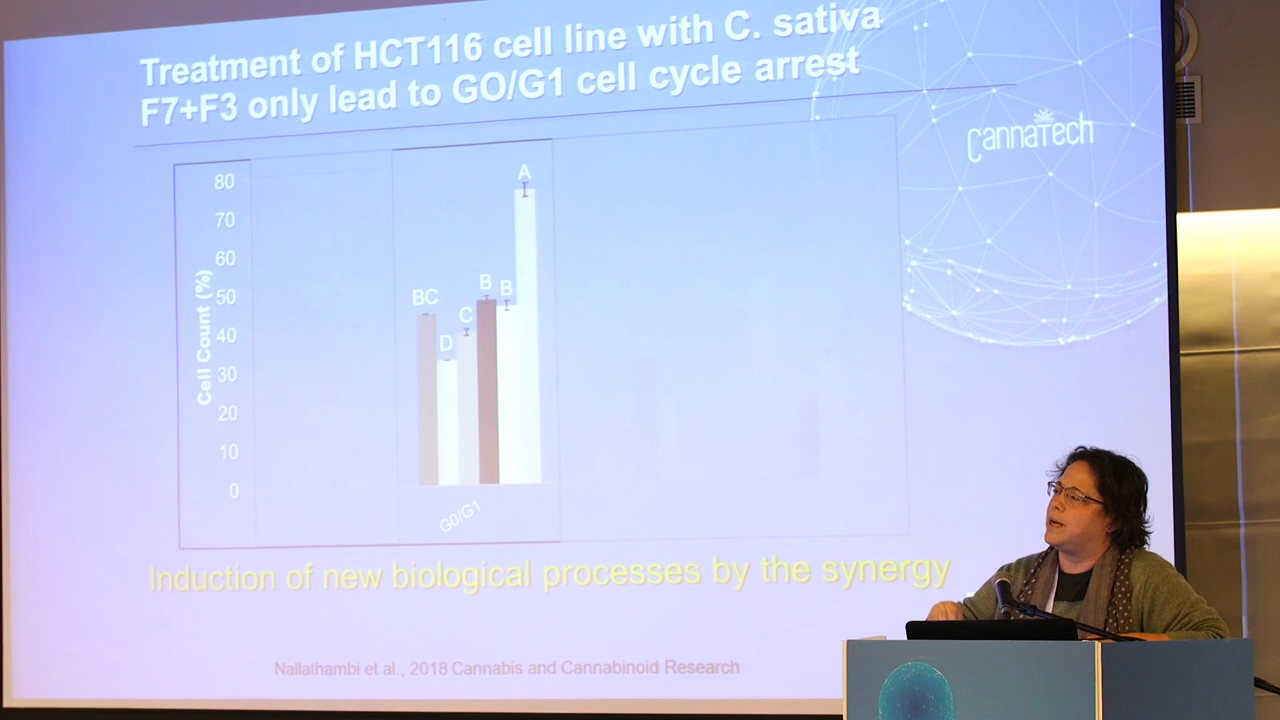 Treatment of HCT116 cell line with C. sativa
F7+F3 only lead to GO/G1 cell cycle arrest
CannaTech
80
70
60
50
40
30
20
10
0
Cell Count (%)
BC
D
C
B
B
A
G0/G1
Induction of new biological processes by the synergy
Nallathambi et al., 2018 Cannabis and Cannabinoid Research